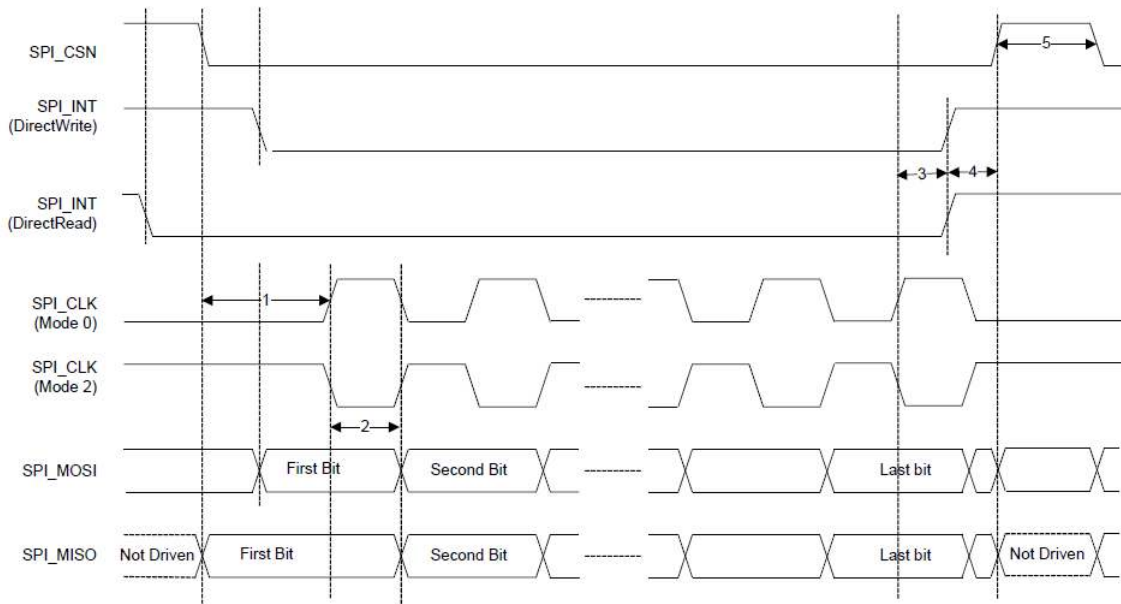 SPI_CSN
5
SPI_INT
(DirectWrite)
3
4
SPI_INT
(DirectRead)
1
SPI_CLK
(Mode 0)
SPI_CLK
(Mode 2)
2
SPI_MOSI
First Bit
Second Bit
Last bit
SPI_MISO
Not Driven
First Bit
Second Bit
Last bit
Not Driven